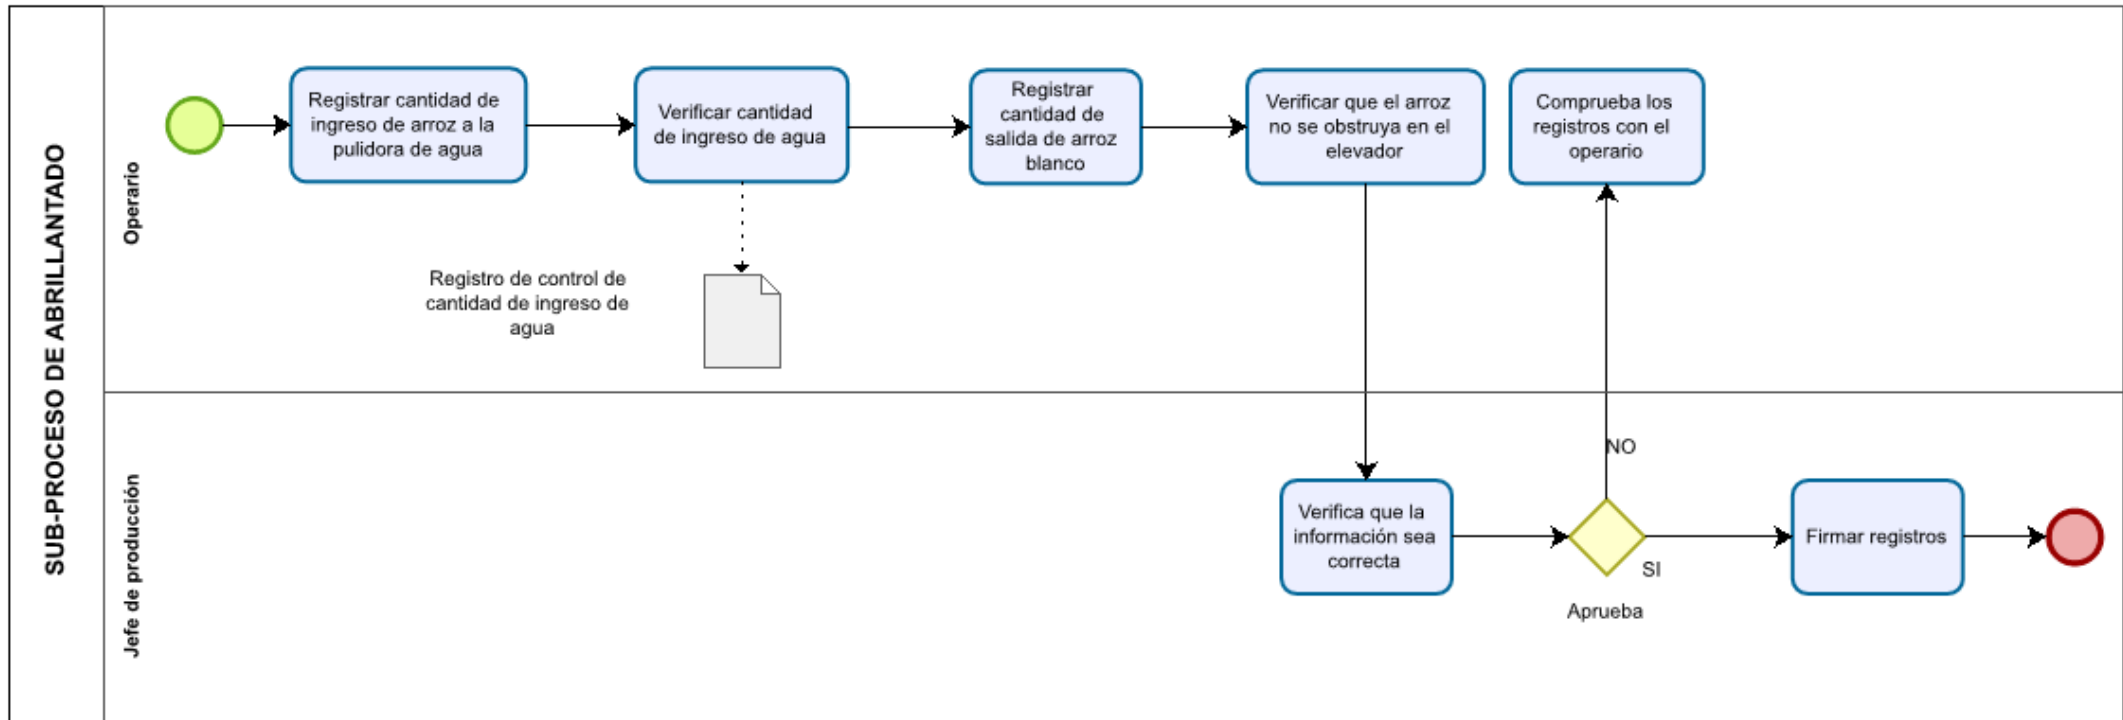 SUB-PROCESO DE ABRILLANTADO
Operario
Registrar cantidad de
ingreso de arroz a la
pulidora de agua
Verificar cantidad
de ingreso de agua
Registrar
cantidad de
salida de arroz
blanco
Verificar que el arroz
no se obstruya en el
elevador
Comprueba los
registros con el
operario
Registro de control de
cantidad de ingreso de
agua
Jefe de producción
Verifica que la
información sea
correcta
NO
SI
Aprueba
Firmar registros